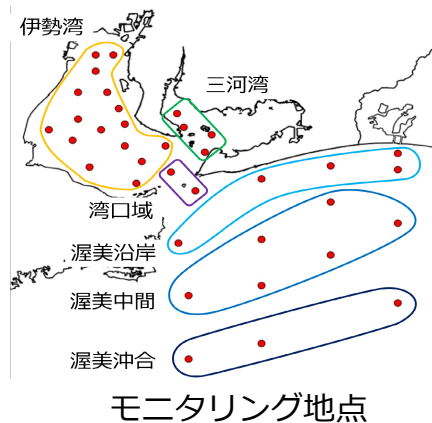 伊勢湾
三河湾
湾口域
渥美沿岸
渥美中間
渥美沖合
モニタリング地点